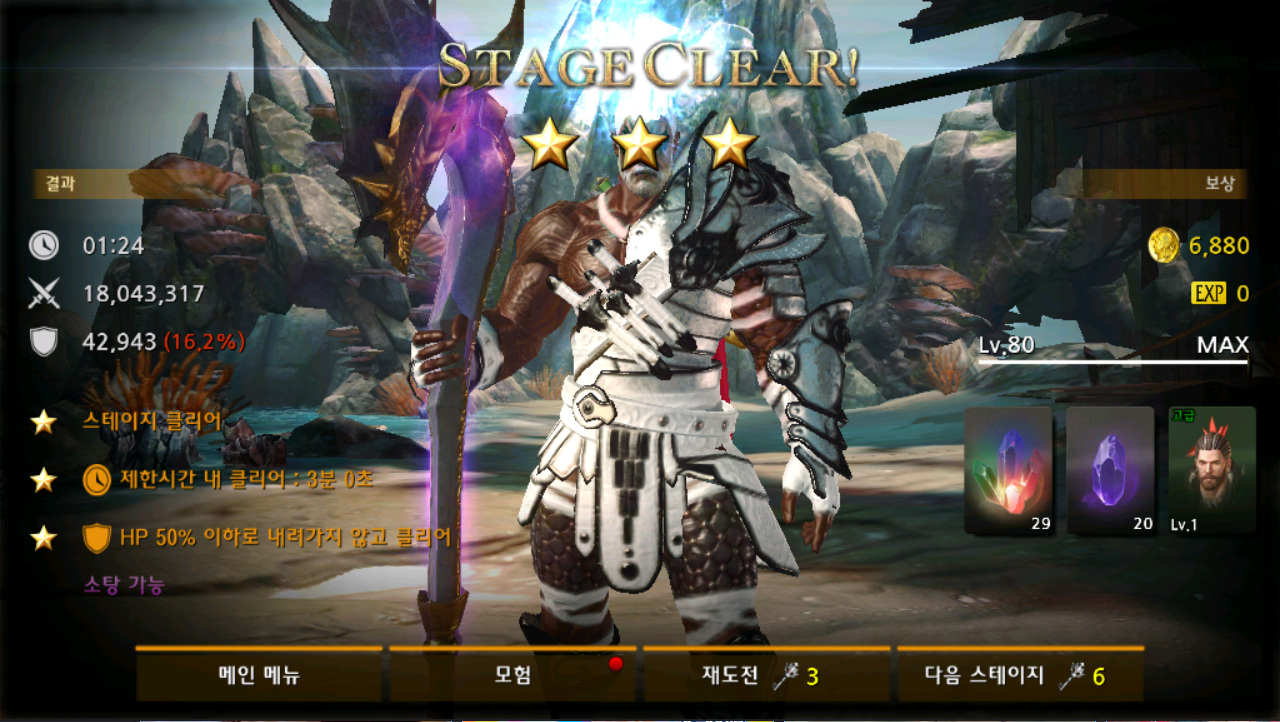 STAGE CLEAR!
결과
01:24
18,043,317
42,943 (16.2%)
스테이지 클리어
제한시간 내 클리어 : 3분 0초
HP 50% 이하로 내려가지 않고 클리어
소탕 가능
보상
6,880
EXP 0
Lv.80 MAX
29
20
고급
Lv.1
메인 메뉴
모험
재도전 3
다음 스테이지 6